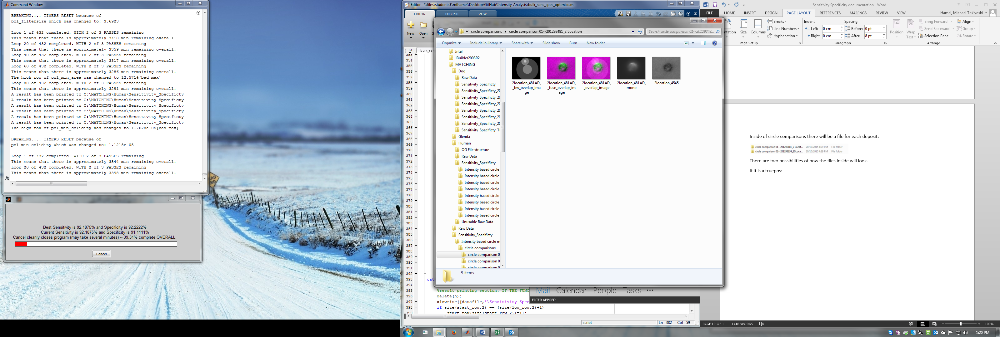 Command Window
BREAKING.... TIMERS RESET because of
pol_filtersize which was changed to: 3.6923
Loop 1 of 432 completed. WITH 2 of 3 PASSES remaining
This means that there is approximately 3410 min remaining overall.
Loop 20 of 432 completed. WITH 2 of 3 PASSES remaining
This means that there is approximately 3359 min remaining overall.
Loop 40 of 432 completed. WITH 2 of 3 PASSES remaining
This means that there is approximately 3317 min remaining overall.
Loop 60 of 432 completed. WITH 2 of 3 PASSES remaining
This means that there is approximately 3286 min remaining overall.
The high row of pol_min_area was changed to 12.5714[bad max]
Loop 80 of 432 completed. WITH 2 of 3 PASSES remaining
This means that there is approximately 3291 min remaining overall.
A result has been printed to C:\MATCHING\Human\Sensitivity_Specificty
A result has been printed to C:\MATCHING\Human\Sensitivity_Specificty
A result has been printed to C:\MATCHING\Human\Sensitivity_Specificty
A result has been printed to C:\MATCHING\Human\Sensitivity_Specificty
A result has been printed to C:\MATCHING\Human\Sensitivity_Specificty
A result has been printed to C:\MATCHING\Human\Sensitivity_Specificty
The high row of pol_min_solidity was changed to 1.7628e-05[bad max]
BREAKING.... TIMERS RESET because of
pol_min_solidity which was changed to: 1.1218e-05
Loop 1 of 432 completed. WITH 2 of 3 PASSES remaining
This means that there is approximately 3544 min remaining overall.
Loop 20 of 432 completed. WITH 2 of 3 PASSES remaining
This means that there is approximately 3398 min remaining overall.
fx
Best Sensitivity is 92.1875% and Specificity is 92.2222%
Current Sensitivity is 92.1875% and Specificity is 91.1111%
Cancel cleanly closes program (may take several minutes) -- 39.34% complete OVERALL.
Cancel
Editor - \\files\students$\mthamel\Desktop\GitHub\Intensity-Analysis\bulk_sens_spec_optimize.m
EDITOR PUBLISH VIEW
New Open
+3 bulk_sen
353
354
355
356
357
358
359
360
361
362
363
364
365
366
367
368
369
370
371
372
373
374
375
376
377
378
379
380
381
382
383
384
385
386
387
388
389
390
391
392
393 cat
394
395 %result printing section. IF THE FUNC
396 delete(h);
397 xlswrite([datafile,'\Sensitivity_Spec
398 if size(start_row,2) == (size(low_row,2)+1)
399 start_row(size(start_row,2))=[];
script Ln 382 Col 59
circle comparisons circle comparison 01--201292481_2 Location
Search circle comparison 01--20129248...
Organize Include in library Share with Slide show Burn New folder
Intel
JBuilder2008R2
MATCHING
Dog
Raw Data
Sensitivity_Specificty
Sensitivity_Specificty_20
Sensitivity_Specificty_20
Sensitivity_Specificty_20
Sensitivity_Specificty_20
Sensitivity_Specificty_20
Sensitivity_Specificty_20
Sensitivity_Specificty_T
Glenda
Human
OG File structure
Raw Data
Sensitivity_Specificty
Intensity based circle
Intensity based circle
Intensity based circle
Intensity based circle
Intensity based circle
Intensity based circle
Intensity based circle
Intensity based circle
Unusable Raw Data
Raw Data
Sensitivity_Specificty
Intensity based circle m
circle comparisons
circle comparison 0
circle comparison 0
circle comparison 0
2location_481AD_
_bw_overlap_ima
ge
2location_481AD_
_fuse_overlap_im
age
2location_481AD_
_overlap_image
2location_481AD_
mono
2location_4545
5 items
Mail Calendar People Tasks
FILTER APPLIED
Sensitivity Specificity documentation - Word
FILE HOME INSERT DESIGN PAGE LAYOUT REFERENCES MAILINGS REVIEW VIEW
Hamel, Michael Tokiyoshi
ntation Size Columns
Breaks
Line Numbers
Hyphenation
Page Setup
Indent Spacing
Left: 0 cm Before: 0 pt
Right: 0 cm After: 8 pt
Paragraph
Position Wrap Text
Bring Forward Align
Send Backward Group
Selection Pane Rotate
Arrange
Inside of circle comparisons there will be a file for each deposit:
circle comparison 01--201292481_2 Locat... 20/10/2015 4:29 PM File folder
circle comparison 02--201293334_10Loca... 20/10/2015 4:29 PM File folder
There are two possibilities of how the files inside will look.
If it is a truepos:
PAGE 10 OF 11 1416 WORDS 100%
1:20 PM